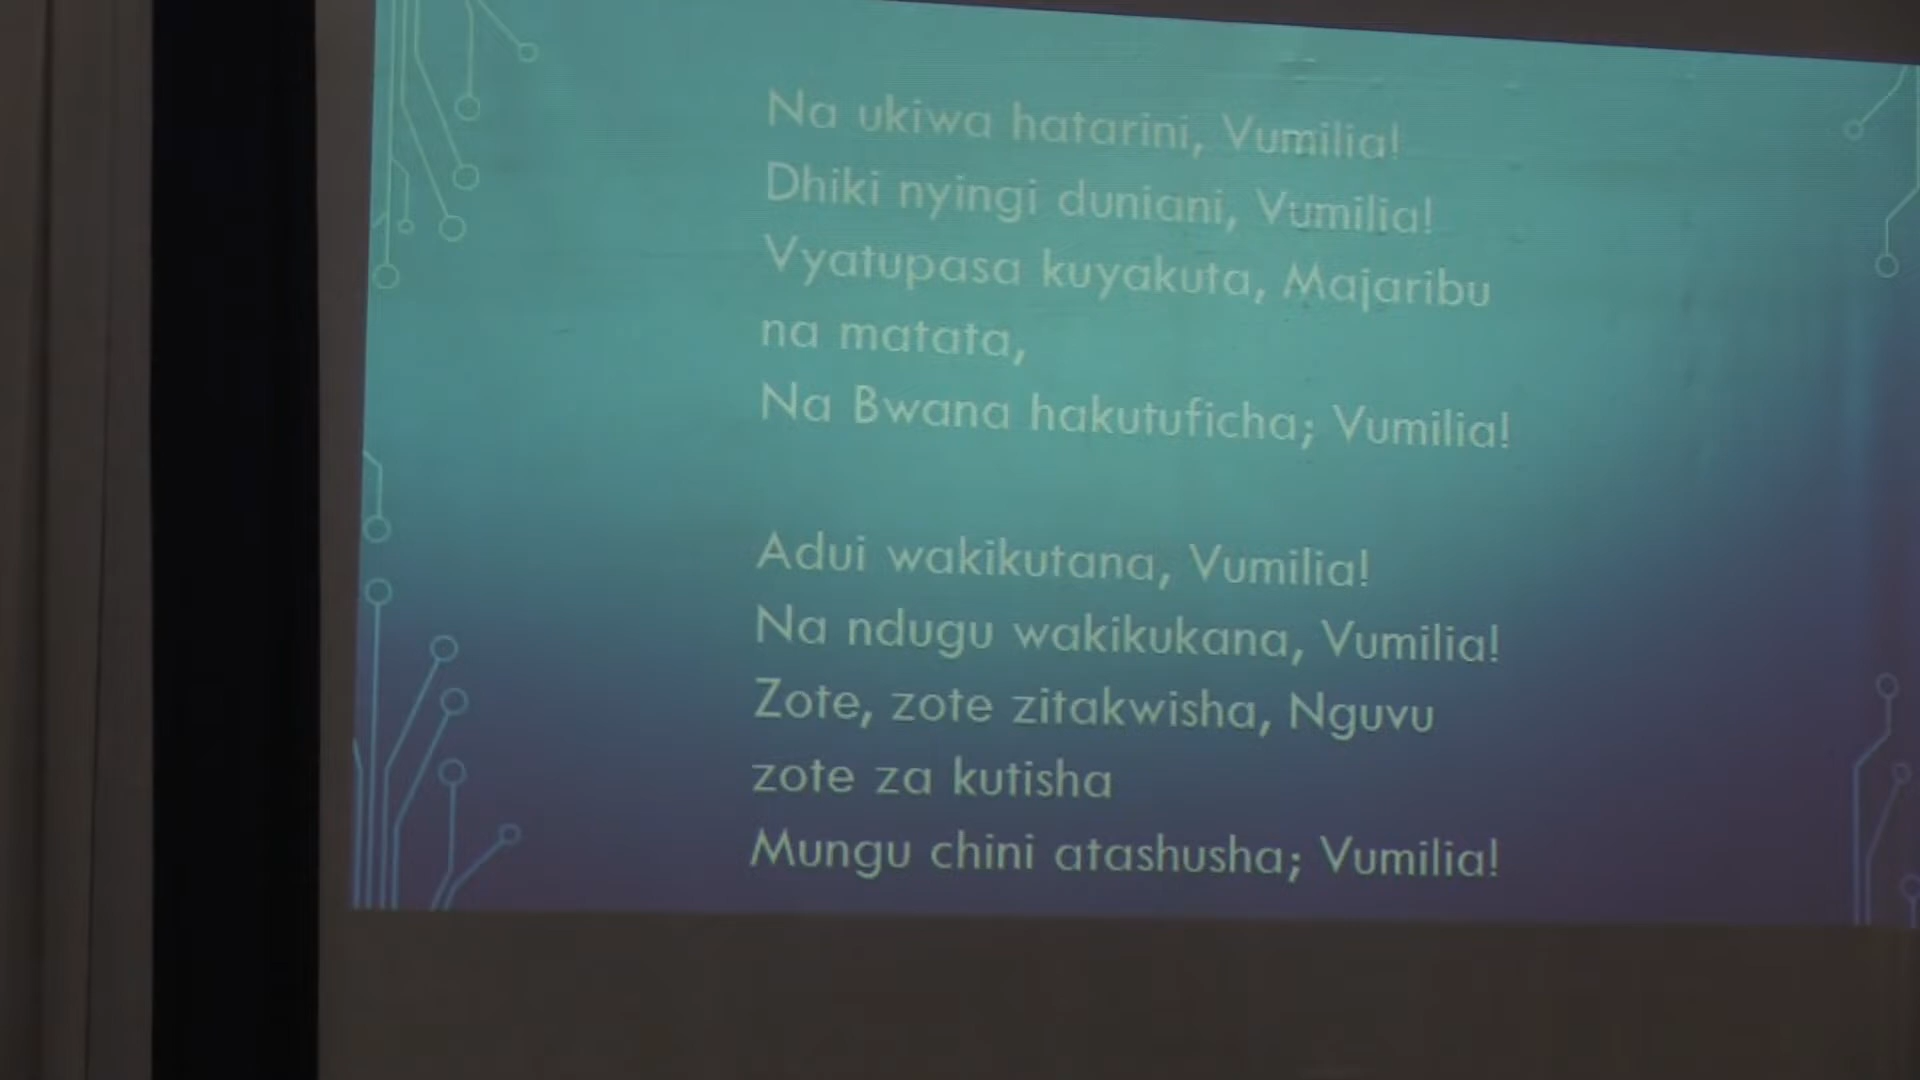 Na ukiwa hatarini, Vumilia!
Dhiki nyingi duniani, Vumilia!
Vyatupasa kuyakuta, Majaribu
na matata,
Na Bwana hakutuficha; Vumilia!
Adui wakikutana, Vumilia!
Na ndugu wakikukana, Vumilia!
Zote, zote zitakwisha, Nguvu
zote za kutisha
Mungu chini atashusha; Vumilia!